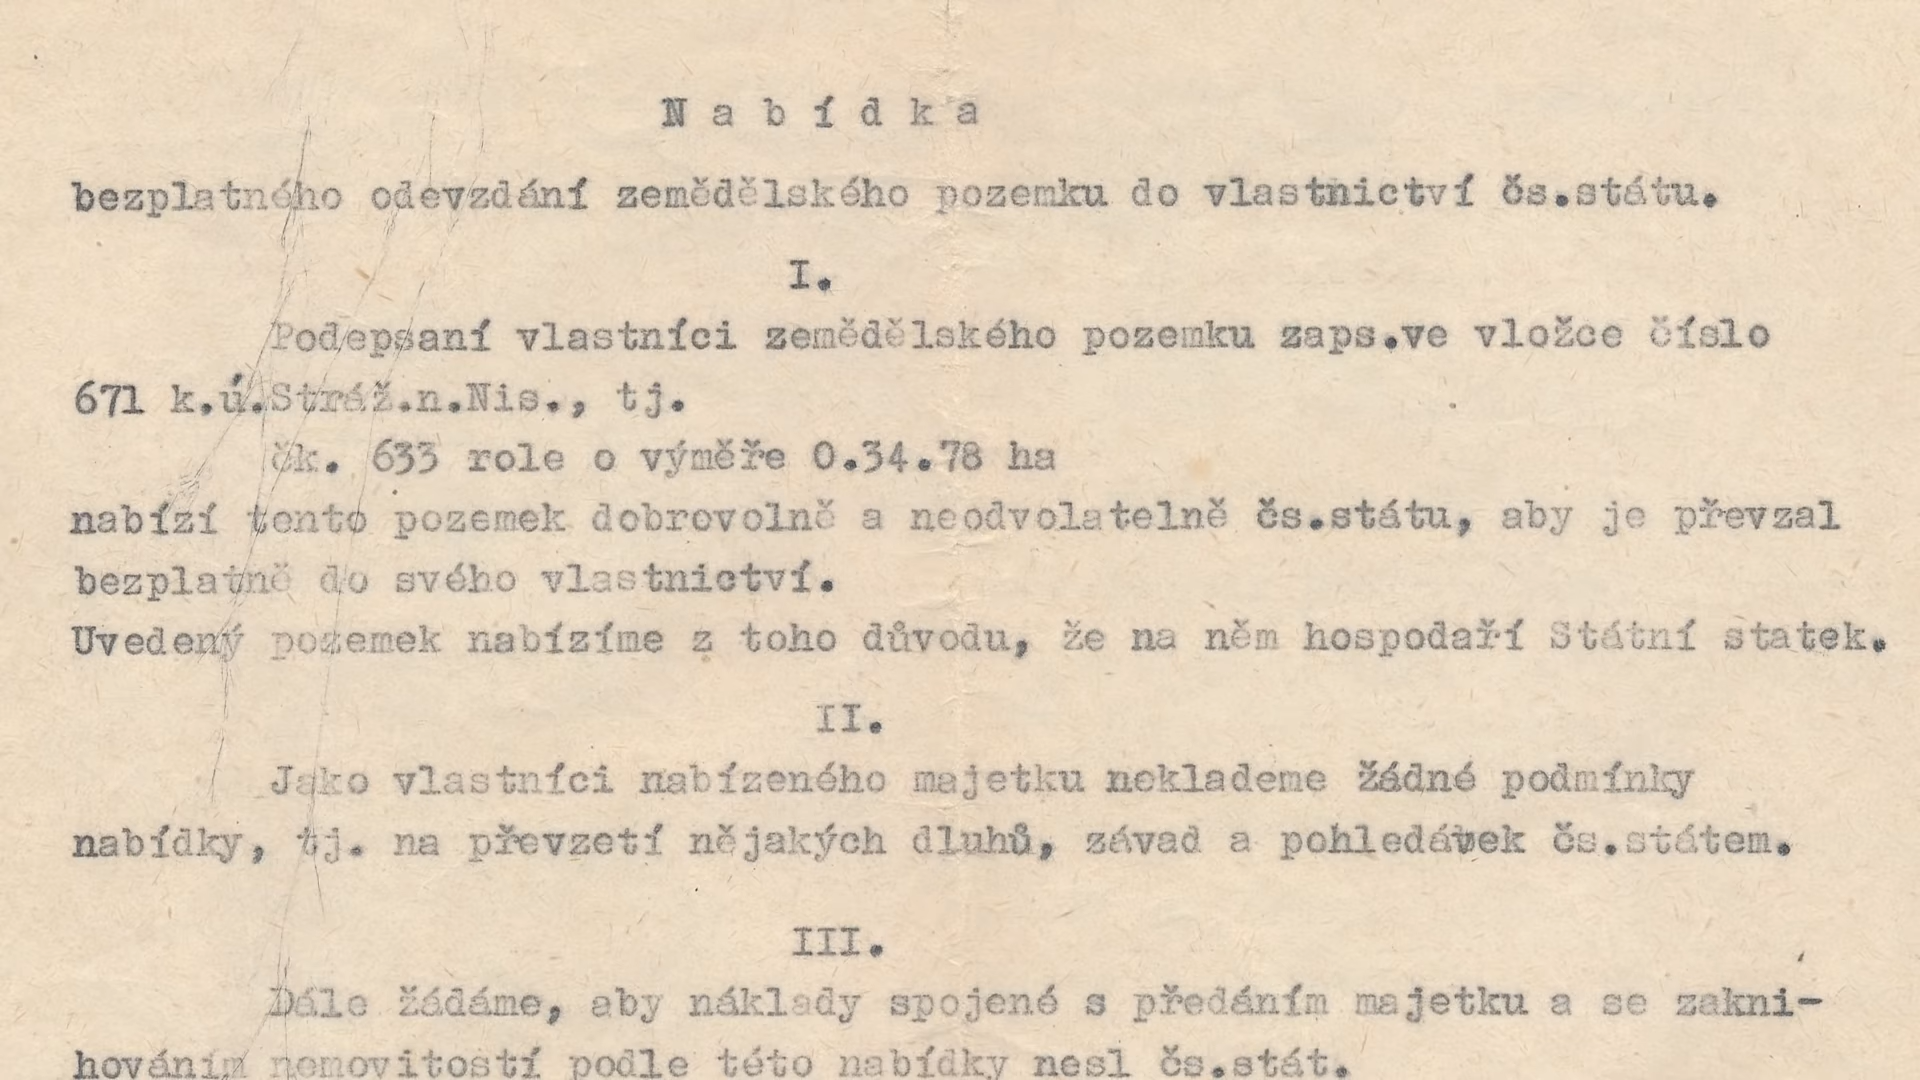 N a b í d k a
bezplatného odevzdání zemědělského pozemku do vlastnictví čs.státu.
I.
Podepsaní vlastníci zemědělského pozemku zaps.ve vložce číslo
671 k.ú.Stráž.n.Nis., tj.
čk. 633 role o výměře 0.34.78 ha
nabízí tento pozemek dobrovolně a neodvolatelně čs.státu, aby je převzal
bezplatně do svého vlastnictví.
Uvedený pozemek nabízíme z toho důvodu, že na něm hospodaří Státní statek.
II.
Jako vlastníci nabízeného majetku neklademe žádné podmínky
nabídky, tj. na převzetí nějakých dluhů, závad a pohledávek čs.státem.
III.
Dále žádáme, aby náklady spojené s předáním majetku a se zakni-
hováním nemovitostí podle této nabídky nesl čs.stát.